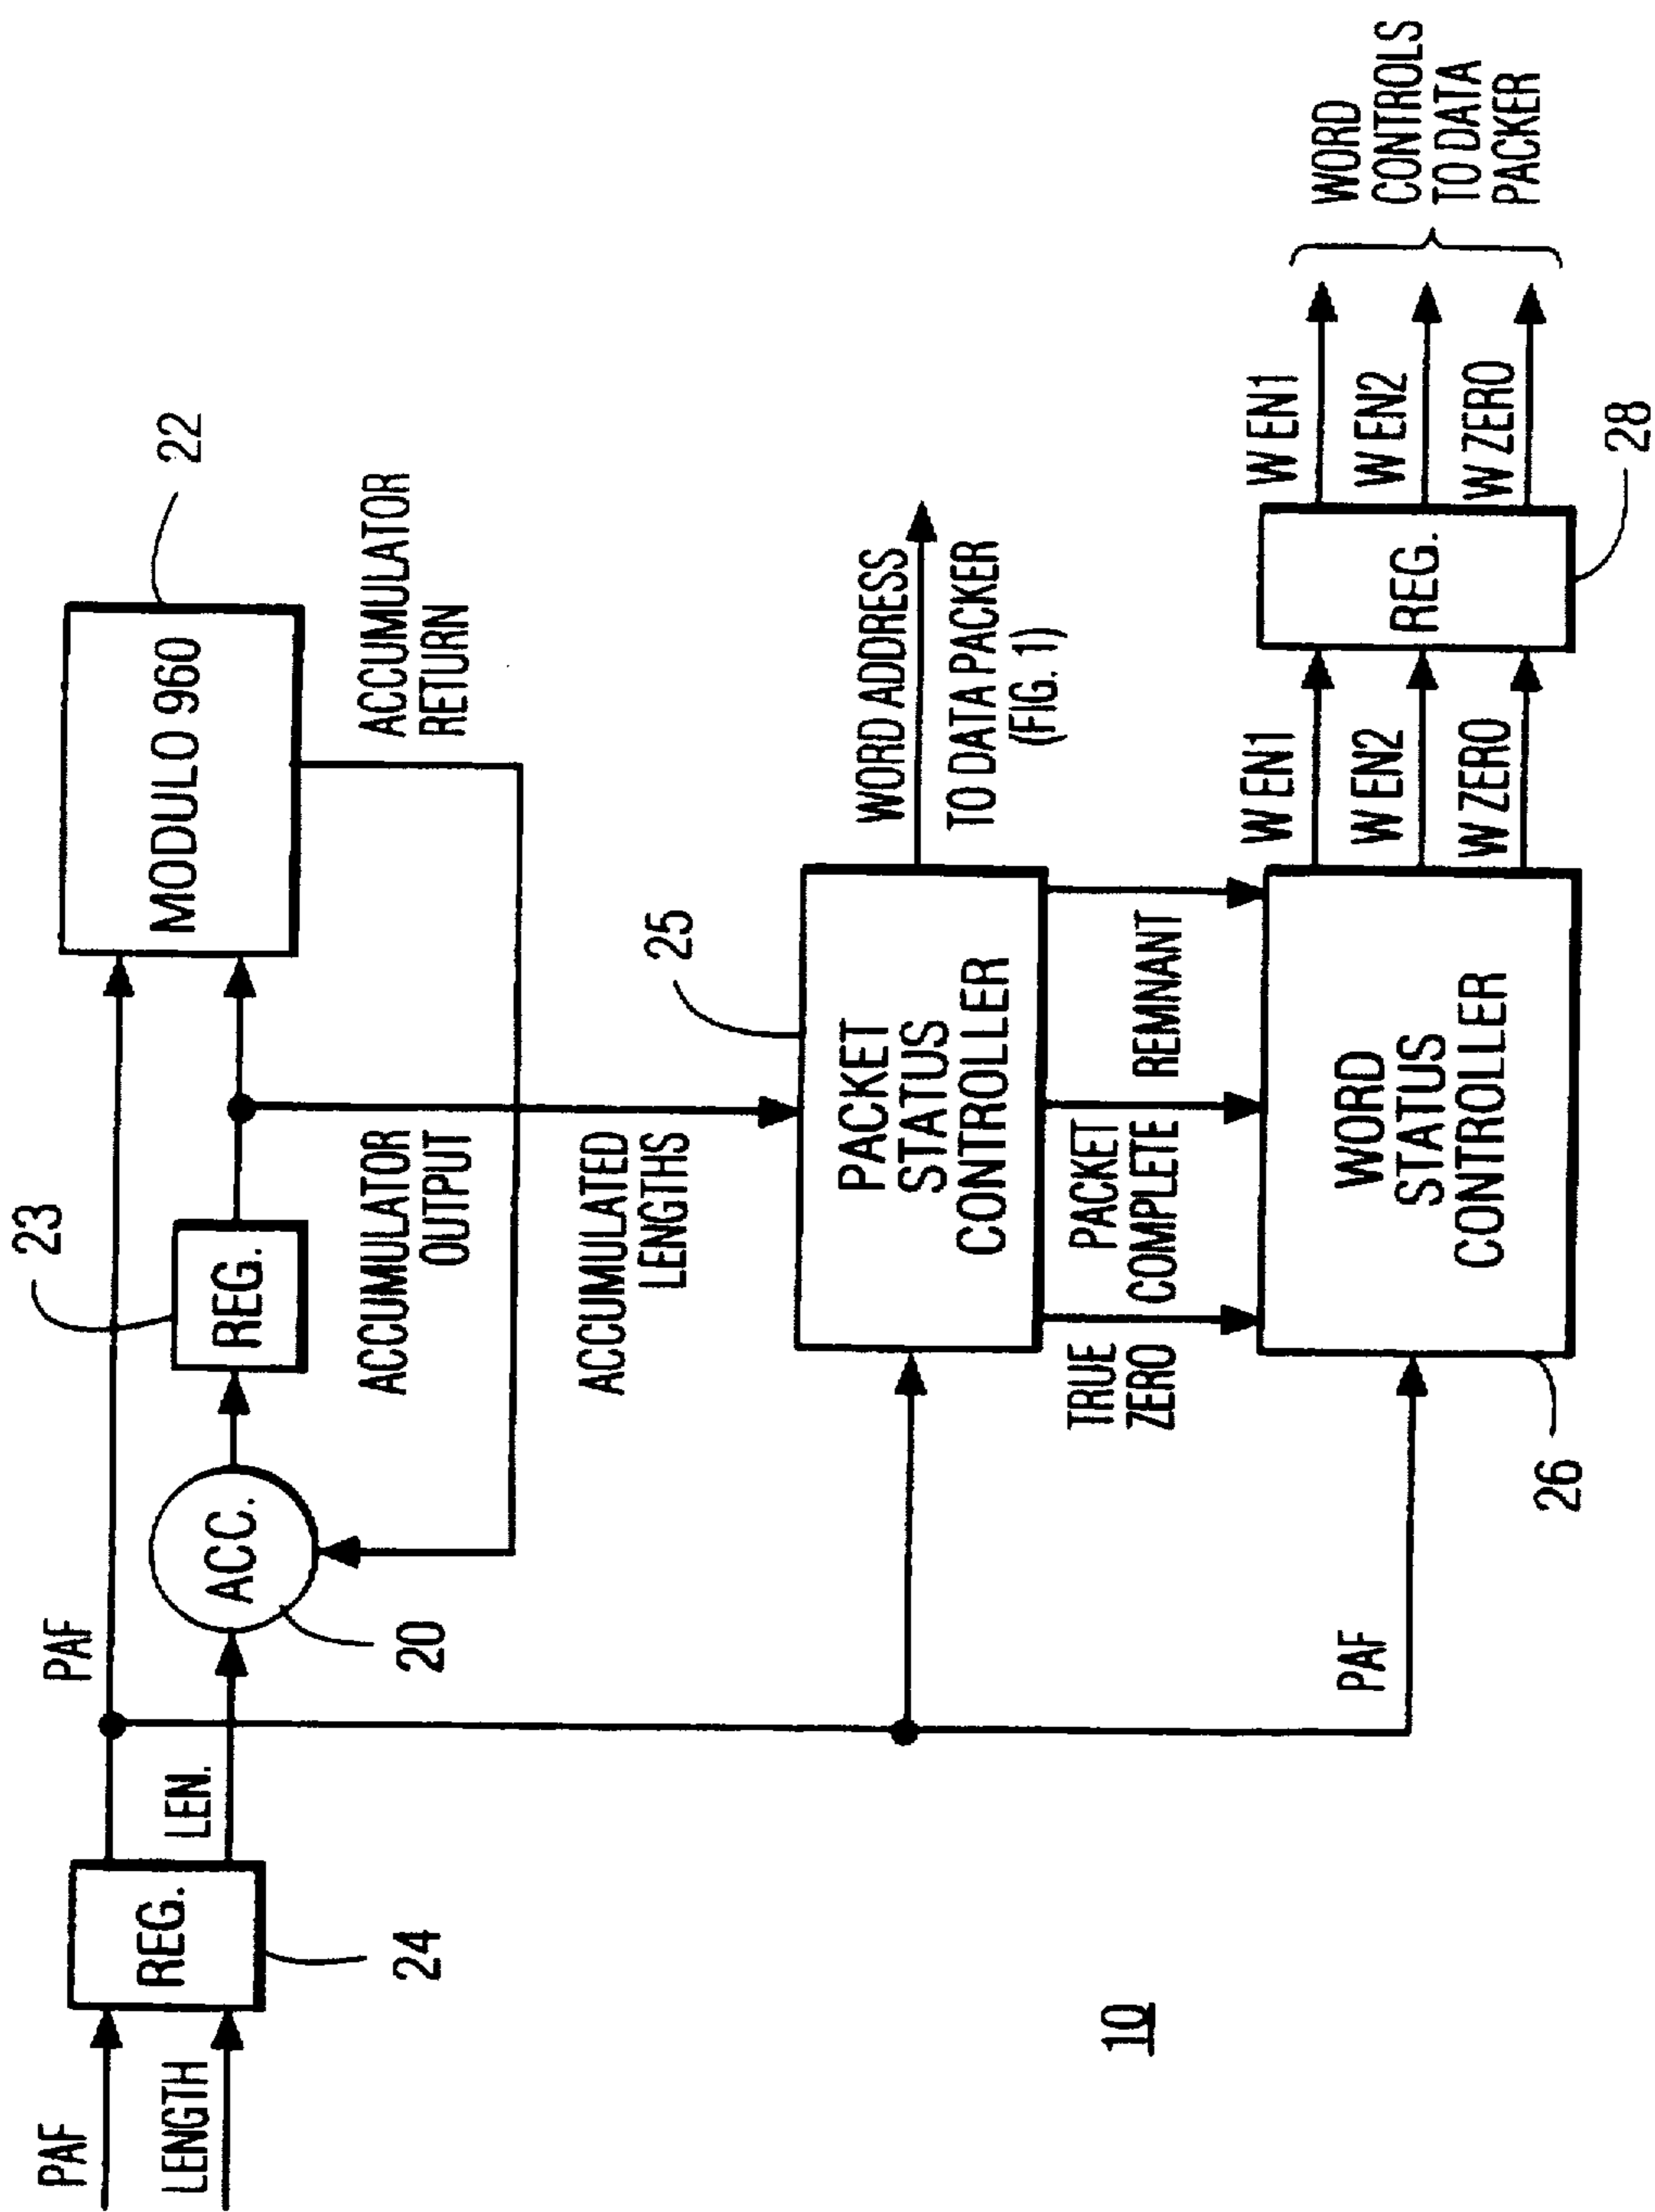 PAF
LENGTH
REG.
24
PAF
LEN.
ACC.
20
REG.
23
ACCUMULATOR
OUTPUT
MODULO 960
22
ACCUMULATOR
RETURN
ACCUMULATED
LENGTHS
PACKET
STATUS
CONTROLLER
25
WORD ADDRESS
TO DATA PACKER
(FIG. 1)
TRUE
ZERO
PACKET
COMPLETE
REMNANT
PAF
WORD
STATUS
CONTROLLER
26
W EN1
W EN2
W ZERO
REG.
28
W EN1
W EN2
W ZERO
WORD
CONTROLS
TO DATA
PACKER
10